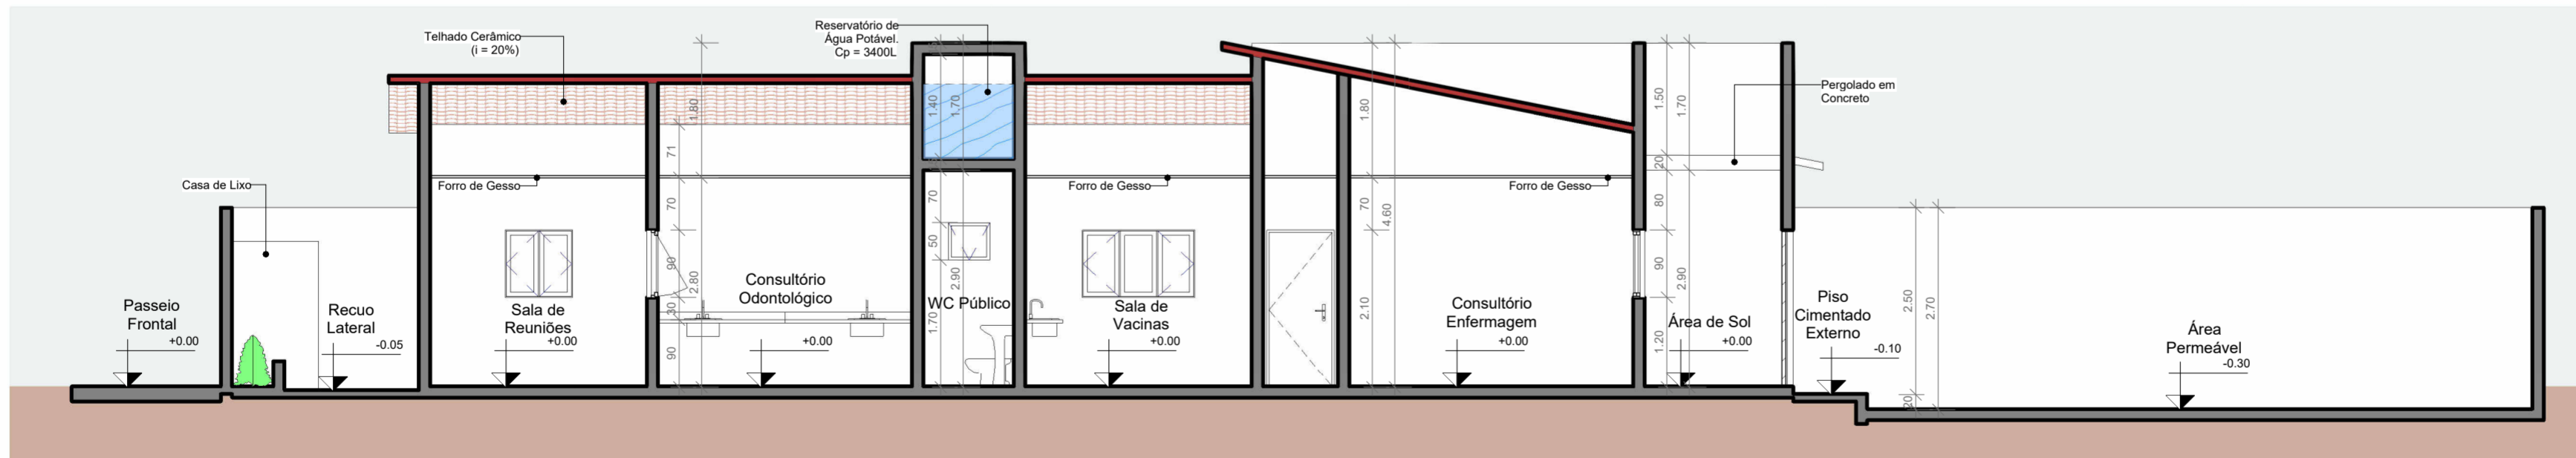 Reservatório de
Água Potável.
Cp = 3400L
Telhado Cerâmico
(i = 20%)
Pergolado em
Concreto
Casa de Lixo
Forro de Gesso
Forro de Gesso
Forro de Gesso
Passeio
Frontal
+0.00
Recuo
Lateral
-0.05
Sala de
Reuniões
+0.00
Consultório
Odontológico
+0.00
WC Público
Sala de
Vacinas
+0.00
Consultório
Enfermagem
+0.00
Área de Sol
+0.00
Piso
Cimentado
Externo
-0.10
Área
Permeável
-0.30
1.80
71
70
90
2.80
30
90
1.40
1.70
70
50
2.90
1.70
1.80
70
4.60
2.10
1.50
1.70
20
80
90
2.90
1.20
2.50
2.70
20